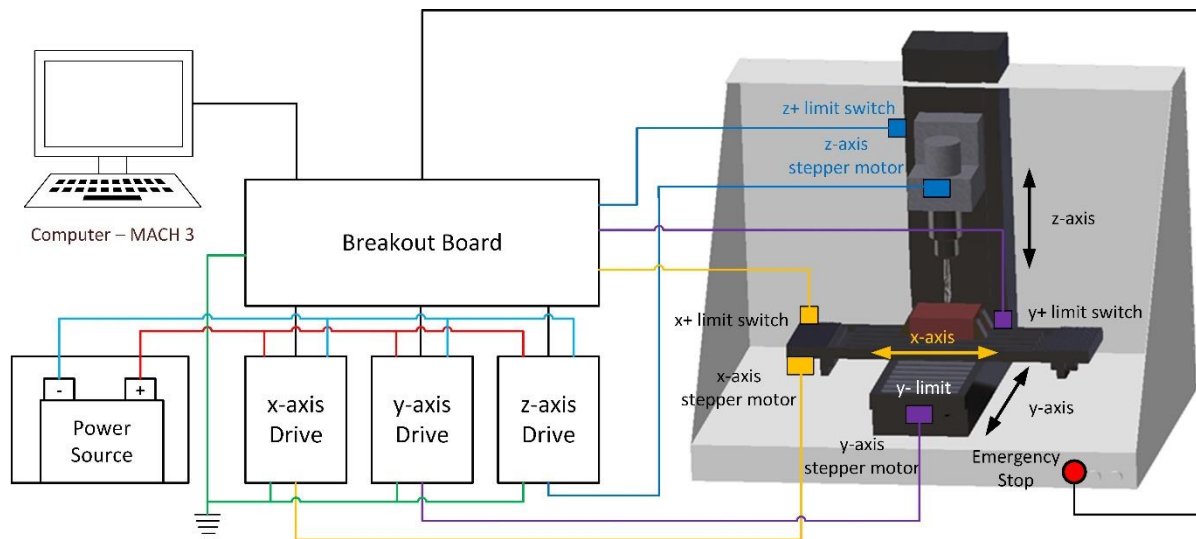 Computer – MACH 3
Breakout Board
-
+
Power
Source
x-axis
Drive
y-axis
Drive
z-axis
Drive
z+ limit switch
z-axis
stepper motor
z-axis
x+ limit switch
y+ limit switch
x-axis
x-axis
stepper motor
y- limit
y-axis
y-axis
stepper motor
Emergency
Stop